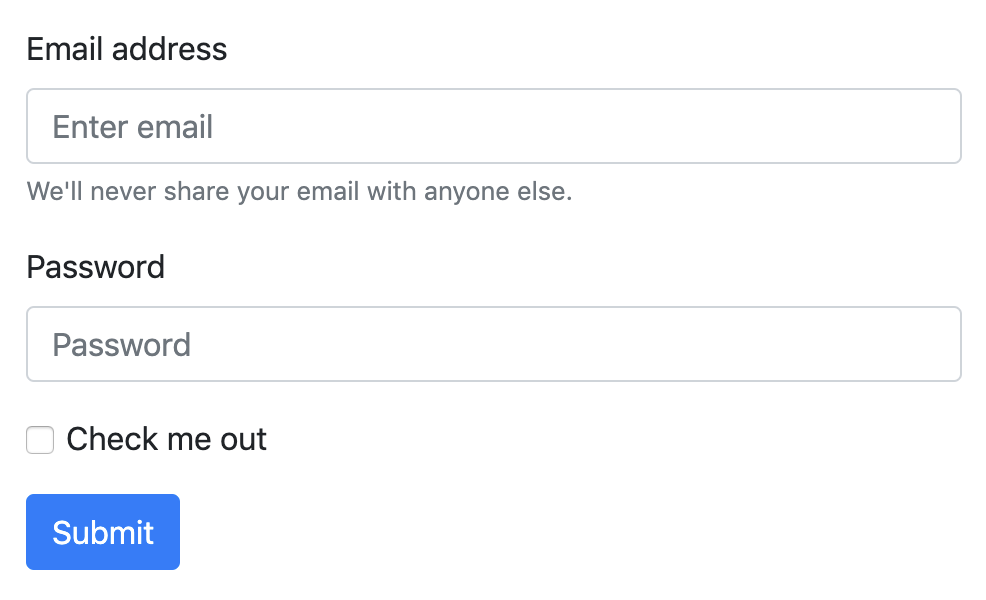 Email address
Enter email
We'll never share your email with anyone else.
Password
Password
Check me out
Submit